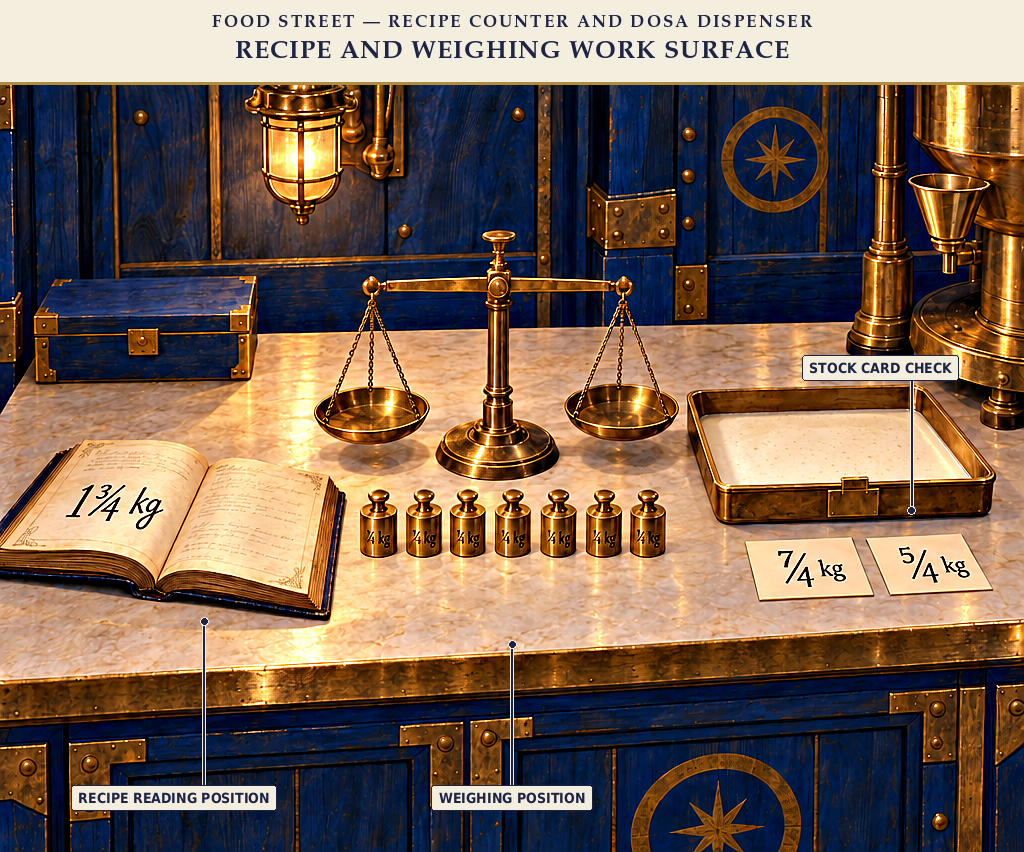 FOOD STREET — RECIPE COUNTER AND DOSA DISPENSER
RECIPE AND WEIGHING WORK SURFACE
STOCK CARD CHECK
1¾ kg
¼ kg ¼ kg ¼ kg ¼ kg ¼ kg ¼ kg ¼ kg
7/4 kg
5/4 kg
RECIPE READING POSITION
WEIGHING POSITION